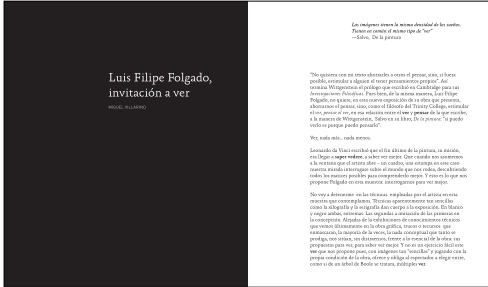 Luis Filipe Folgado,
invitación a ver
MIGUEL VILLARINO
Las imágenes tienen la misma densidad de los sueños.
Tienen en común el mismo tipo de "ver"
—Salvo, De la pintura
"No quisiera con mi texto ahorrarles a otros el pensar, sino, si fuera
posible, estimular a alguien el tener pensamientos propios". Así
termina Wittgenstein el prólogo que escribió en Cambridge para sus
Investigaciones Filosóficas. Pues bien, de la misma manera, Luis Filipe
Folgado, no quiere, en esta nueva exposición de su obra que presenta,
ahorrarnos el pensar, sino, como el filósofo del Trinity College, estimular
el ver, pensar el ver, en esa relación entre el ver y pensar de que escribe,
a la manera de Wittgenstein, Salvo en su libro, De la pintura: "si puedo
verlo es porque puedo pensarlo".
Ver, nada más... nada menos.
Leonardo da Vinci escribió que el fin último de la pintura, su misión,
era llegar a saper vedere, a saber ver mejor. Que cuando nos asomemos
a la ventana que el artista abre – un cuadro, una estampa en este caso
nuestra mirada interrogue sobre el mundo que nos rodea, descubriendo
todos los matices posibles para comprenderlo mejor. Y esto es lo que nos
propone Folgado en esta muestra: interrogarnos para ver mejor.
No voy a detenerme en las técnicas empleadas por el artista en esta
muestra que contemplamos. Técnicas aparentemente tan sencillas
como la xilografía y la serigrafía dan cuerpo a la exposición. En blanco
y negro ambas, extremas. Las segundas a imitación de las primeras en
la concepción. Alejadas de la exhibiciones de conocimientos técnicos
que vemos últimamente en la obra gráfica, trucos o recursos que
enmascaran, la mayoría de las veces, la nada conceptual que tanto se
prodiga, nos sitúan, sin distraernos, frente a lo esencial de la obra: sus
propuestas para ver, para saber ver mejor. Y no es un ejercicio fácil este
ver que nos propone pues, con imágenes tan "sencillas" y jugando con la
propia condición de la obra, ofrece y obliga al espectador a elegir entre,
como si de un árbol de Boole se tratara, múltiples ver.